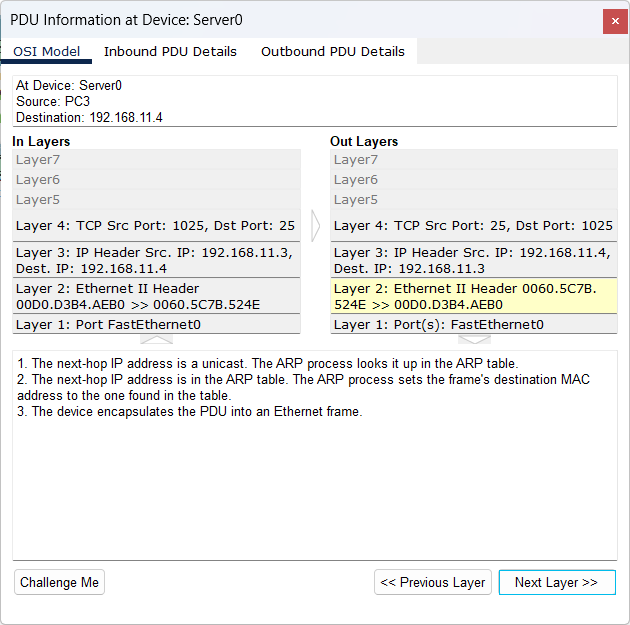 PDU Information at Device: Server0
OSI Model Inbound PDU Details Outbound PDU Details
At Device: Server0
Source: PC3
Destination: 192.168.11.4
In Layers
Layer7
Layer6
Layer5
Layer 4: TCP Src Port: 1025, Dst Port: 25
Layer 3: IP Header Src. IP: 192.168.11.3,
Dest. IP: 192.168.11.4
Layer 2: Ethernet II Header
00D0.D3B4.AEB0 >> 0060.5C7B.524E
Layer 1: Port FastEthernet0
Out Layers
Layer7
Layer6
Layer5
Layer 4: TCP Src Port: 25, Dst Port: 1025
Layer 3: IP Header Src. IP: 192.168.11.4,
Dest. IP: 192.168.11.3
Layer 2: Ethernet II Header 0060.5C7B.
524E >> 00D0.D3B4.AEB0
Layer 1: Port(s): FastEthernet0
1. The next-hop IP address is a unicast. The ARP process looks it up in the ARP table.
2. The next-hop IP address is in the ARP table. The ARP process sets the frame's destination MAC
address to the one found in the table.
3. The device encapsulates the PDU into an Ethernet frame.
Challenge Me << Previous Layer Next Layer >>